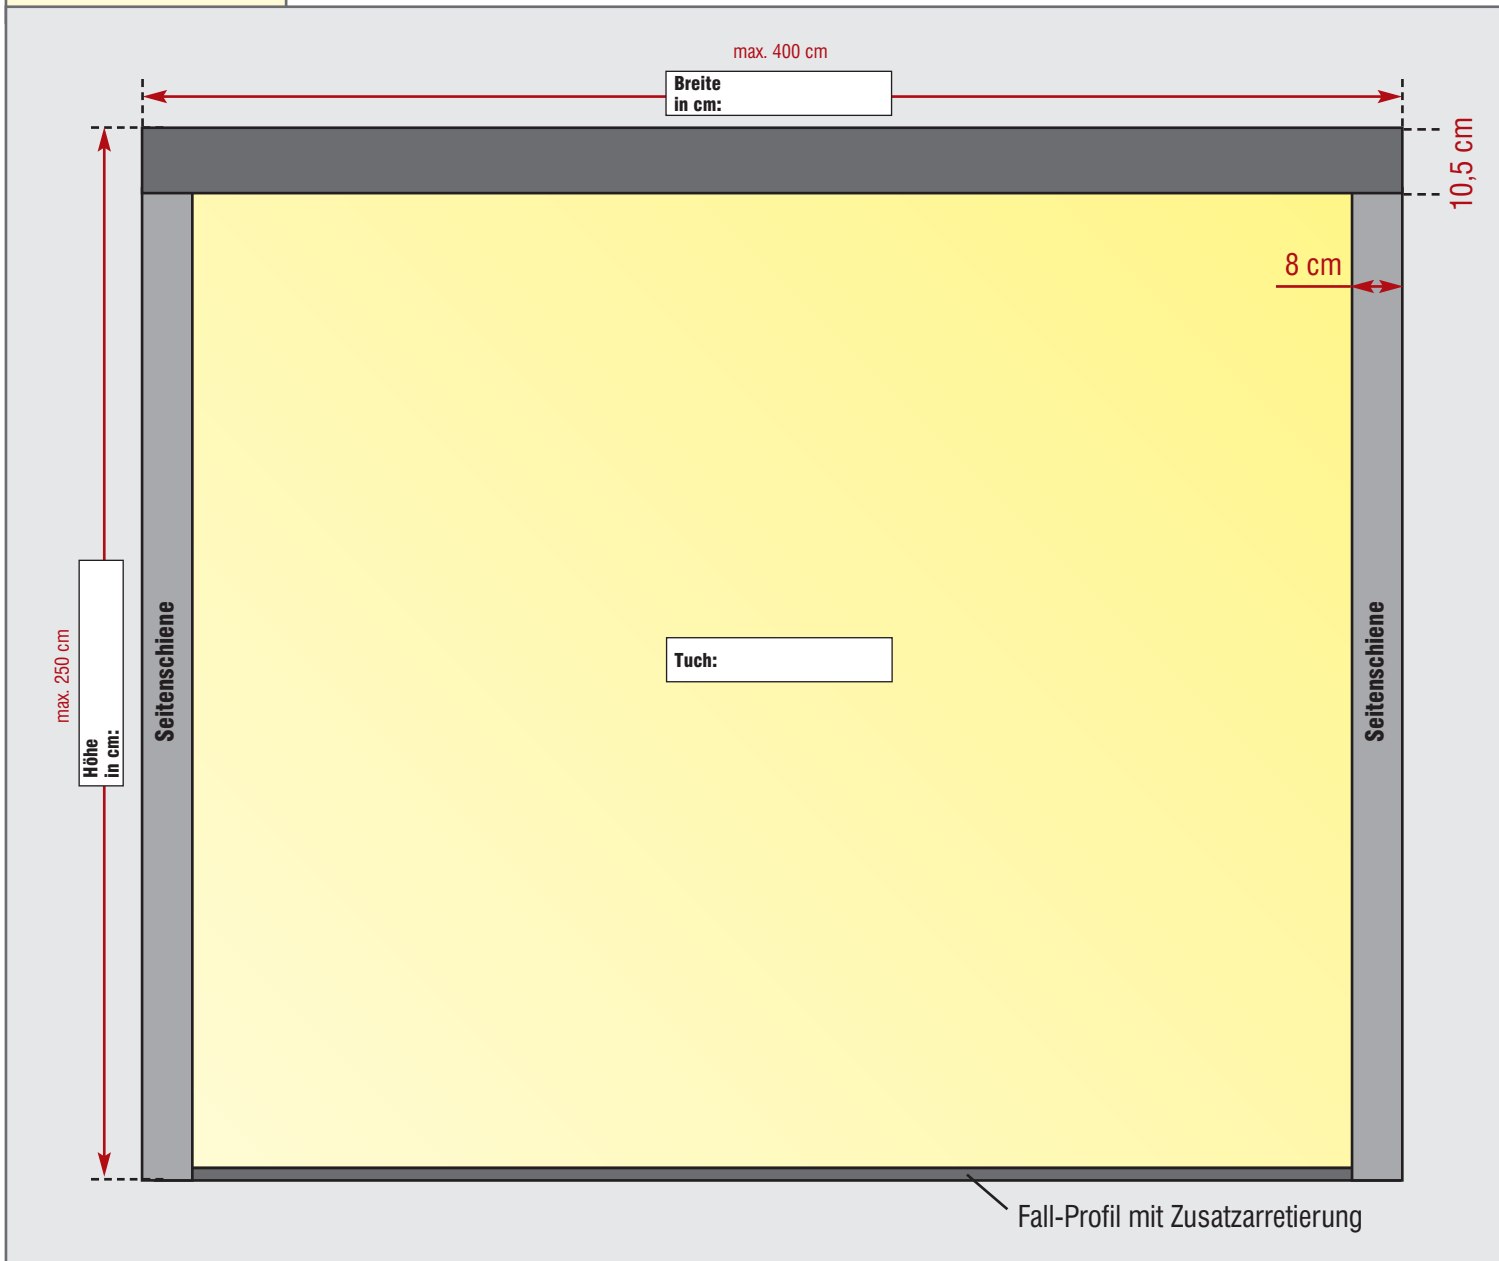 max. 400 cm
Breite
in cm:
10,5 cm
8 cm
max. 250 cm
Höhe
in cm:
Seitenschiene
Tuch:
Seitenschiene
Fall-Profil mit Zusatzarretierung